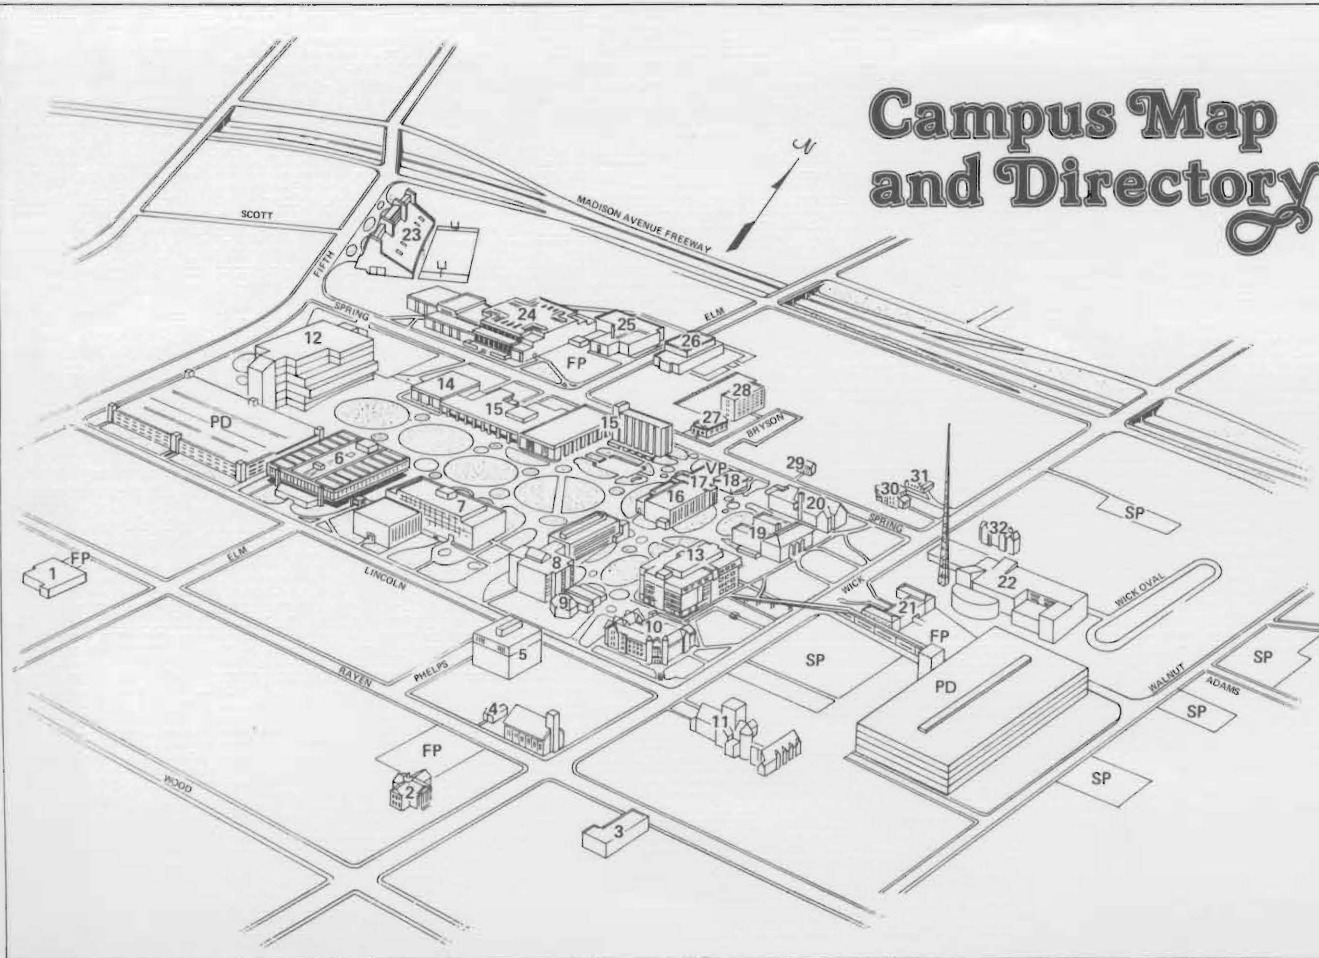 Campus Map
and Directory
N
MADISON AVENUE FREEWAY
SCOTT
FIFTH
23
SPRING
24
25
ELM
26
12
FP
14
28
PD
15
15
27
BRYSON
6
VP
29
17
18
31
16
30
7
20
SPRING
SP
19
32
13
8
FP
1
ELM
LINCOLN
22
WICK
WICK OVAL
9
21
10
FP
5
SP
SP
RAYEN
PHELPS
PD
WALNUT
ADAMS
4
11
SP
FP
SP
WOOD
2
3